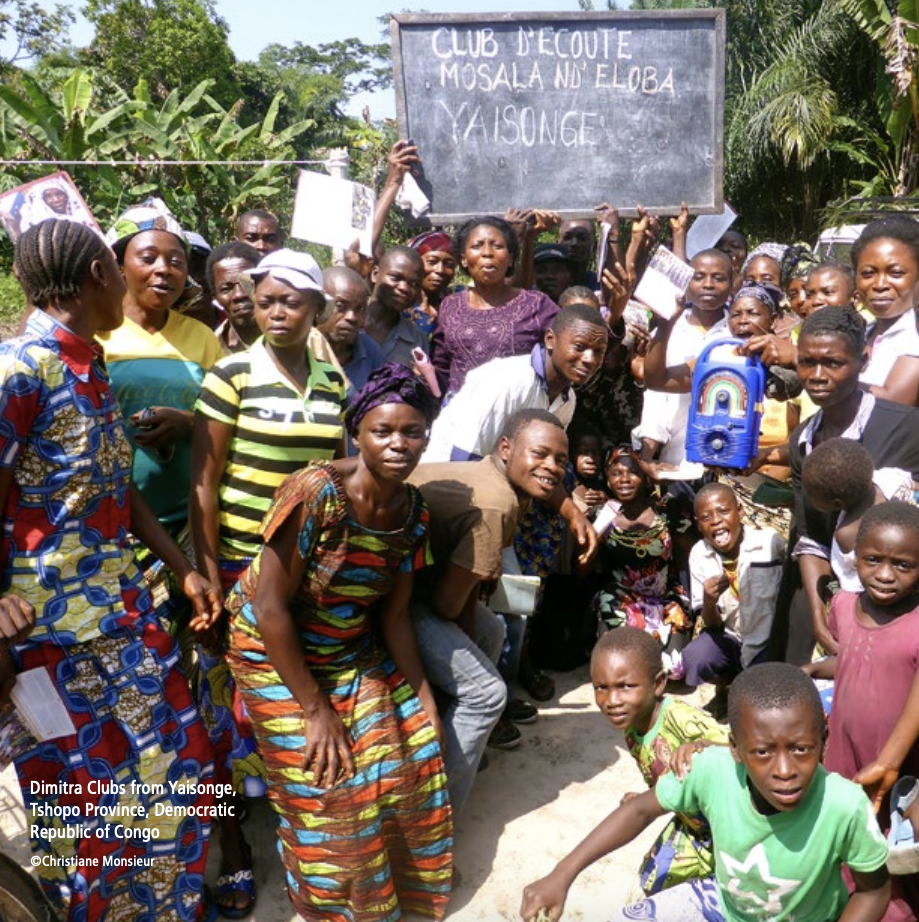 CLUB D'ECOUTE
MOSALA ND'ELOBA
YAISONGE
Dimitra Clubs from Yaisonge,
Tshopo Province, Democratic
Republic of Congo
©Christiane Monsieur